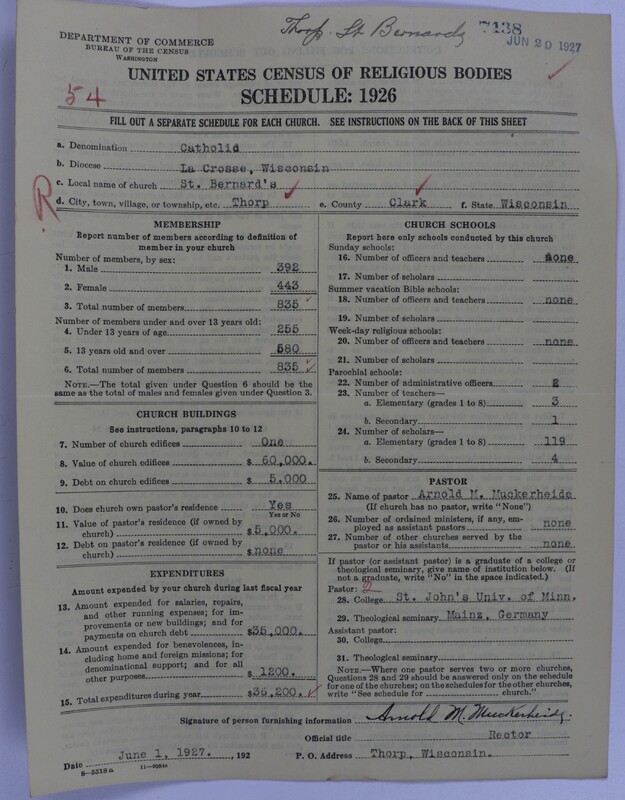 Thorp. St Bernards 7138
JUN 20 1927
DEPARTMENT OF COMMERCE
BUREAU OF THE CENSUS
WASHINGTON
UNITED STATES CENSUS OF RELIGIOUS BODIES
54
SCHEDULE: 1926
FILL OUT A SEPARATE SCHEDULE FOR EACH CHURCH. SEE INSTRUCTIONS ON THE BACK OF THIS SHEET
a. Denomination Catholic
b. Diocese La Crosse, Wisconsin
c. Local name of church St. Bernard's
R
d. City, town, village, or township, etc. Thorp e. County Clark f. State Wisconsin
MEMBERSHIP
Report number of members according to definition of
member in your church
Number of members, by sex:
1. Male 392
2. Female 443
3. Total number of members 835
Number of members under and over 13 years old:
4. Under 13 years of age 255
5. 13 years old and over 580
6. Total number of members 835
NOTE.—The total given under Question 6 should be
same as the total of males and females given under Question 3.
CHURCH BUILDINGS
See instructions, paragraphs 10 to 12
7. Number of church edifices One
8. Value of church edifices $ 60,000.
9. Debt on church edifices $ 5,000
10. Does church own pastor's residence Yes
Yes or No
11. Value of pastor's residence (if owned by
church) $5,000.
12. Debt on pastor's residence (if owned by
church) $none
EXPENDITURES
Amount expended by your church during last fiscal year
13. Amount expended for salaries, repairs,
and other running expenses; for im-
provements or new buildings; and for
payments on church debt $35,000.
14. Amount expended for benevolences, in-
cluding home and foreign missions; for
denominational support; and for all
other purposes $ 1200.
15. Total expenditures during year $36,200.
CHURCH SCHOOLS
Report here only schools conducted by this church
Sunday schools:
16. Number of officers and teachers none
17. Number of scholars
Summer vacation Bible schools:
18. Number of officers and teachers none
19. Number of scholars
Week-day religious schools:
20. Number of officers and teachers none
21. Number of scholars
Parochial schools:
22. Number of administrative officers 2
23. Number of teachers—
a. Elementary (grades 1 to 8) 3
b. Secondary 1
24. Number of scholars—
a. Elementary (grades 1 to 8) 119
b. Secondary 4
PASTOR
25. Name of pastor Arnold M. Muckerheide
(If church has no pastor, write "None")
26. Number of ordained ministers, if any, em-
ployed as assistant pastors none
27. Number of other churches served by the
pastor or his assistants none
If pastor (or assistant pastor) is a graduate of a college or
theological seminary, give name of institution below. (If
not a graduate, write "No" in the space indicated.)
Pastor: 2
28. College St. John's Univ. of Minn.
29. Theological seminary Mainz, Germany
Assistant pastor:
30. College
31. Theological seminary
NOTE.—Where one pastor serves two or more churches,
Questions 28 and 29 should be answered only on the schedule
for one of the churches; on the schedules for the other churches,
write "See schedule for church."
Signature of person furnishing information Arnold M. Muckerheide.
Official title Rector
Date June 1, 1927. , 192 P. O. Address Thorp, Wisconsin.
8—5318a